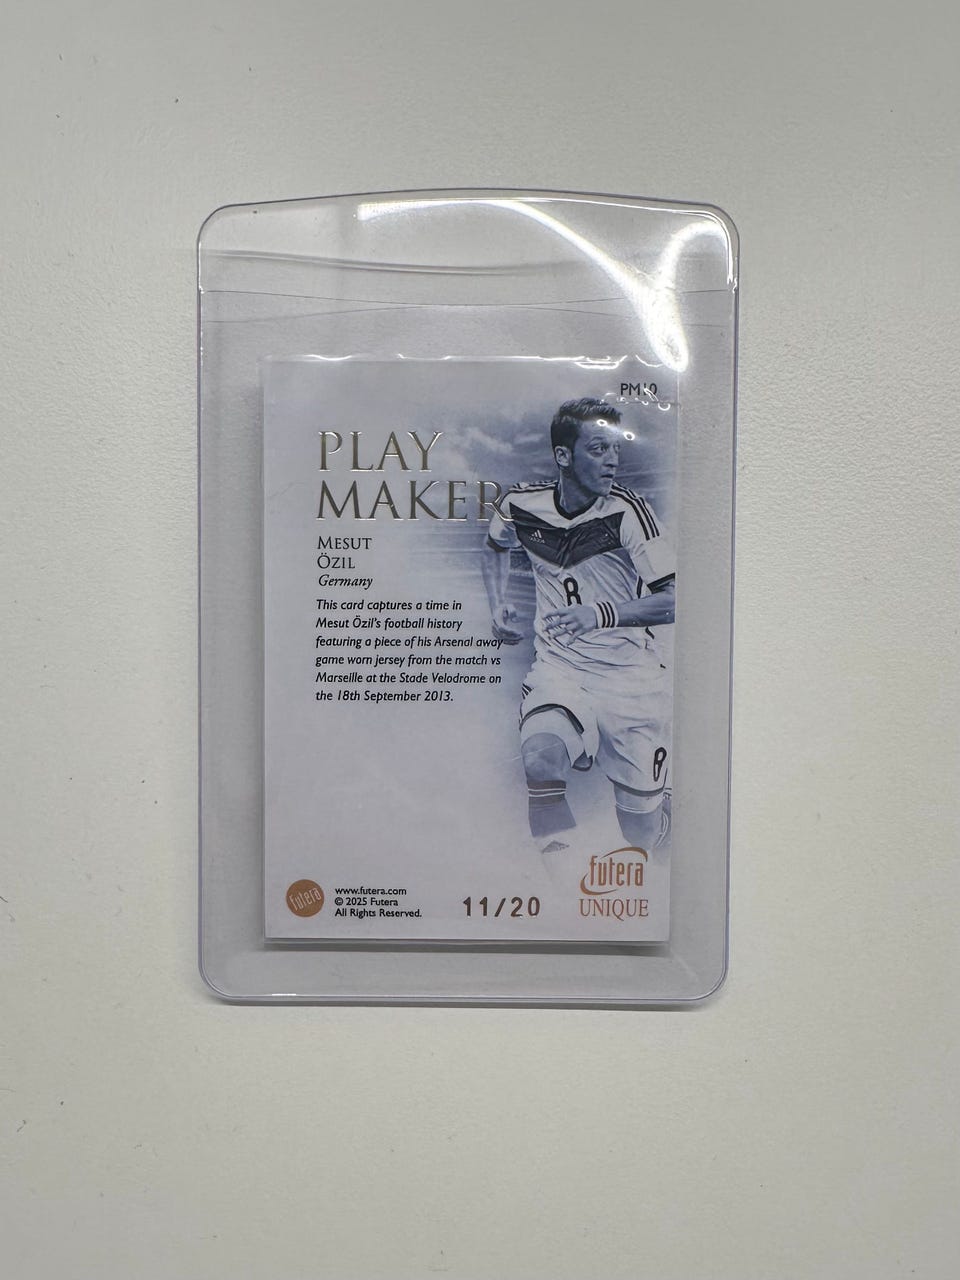 PM10
PLAY
MAKER
MESUT
ÖZIL
Germany
This card captures a time in
Mesut Özil's football history
featuring a piece of his Arsenal away
game worn jersey from the match vs
Marseille at the Stade Velodrome on
the 18th September 2013.
8
8
futera
www.futera.com
© 2025 Futera
All Rights Reserved.
11/20
futera
UNIQUE